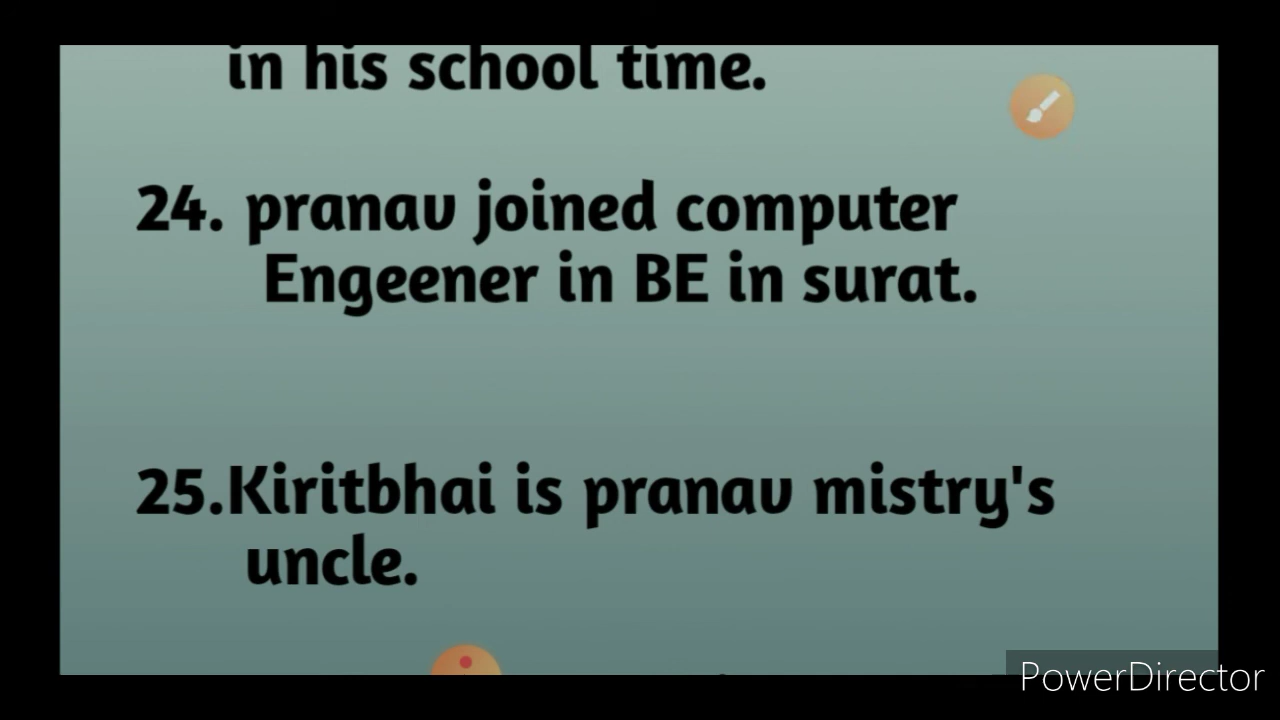 in his school time.
24. pranav joined computer
Engeener in BE in surat.
25.Kiritbhai is pranav mistry's
uncle.
PowerDirector